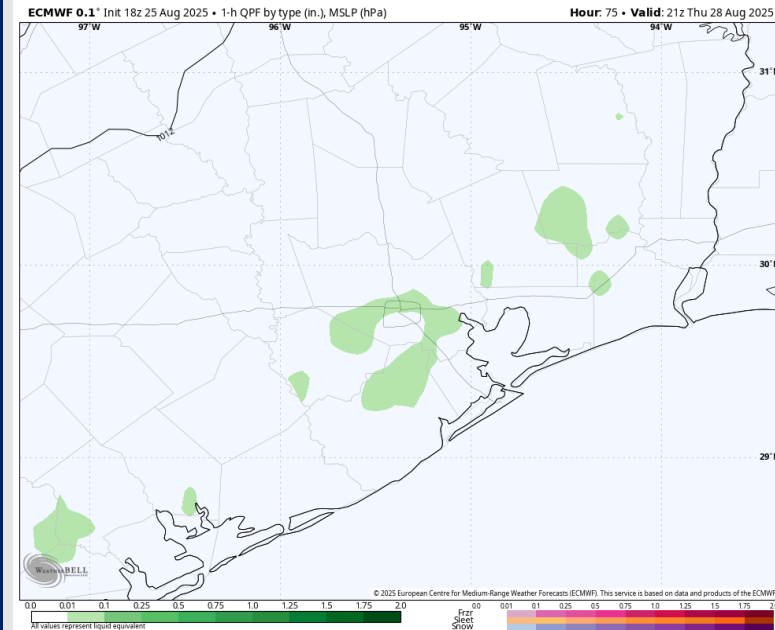 ECMWF 0.1° Init 18z 25 Aug 2025 • 1-h QPF by type (in.), MSLP (hPa)
Hour: 75 • Valid: 21z Thu 28 Aug 2025
97°W 96°W 95°W 94°W
31°N
1012
30°N
29°N
WEATHERBELL
© 2025 European Centre for Medium-Range Weather Forecasts (ECMWF). This service is based on data and products of the ECMWF
0.0 0.01 0.1 0.25 0.5 0.75 1.0 1.25 1.5 1.75 2.0
All values represent liquid equivalent
0.0 0.01 0.1 0.25 0.5 0.75 1.0 1.25 1.5 1.75
Frzr
Sleet
Snow